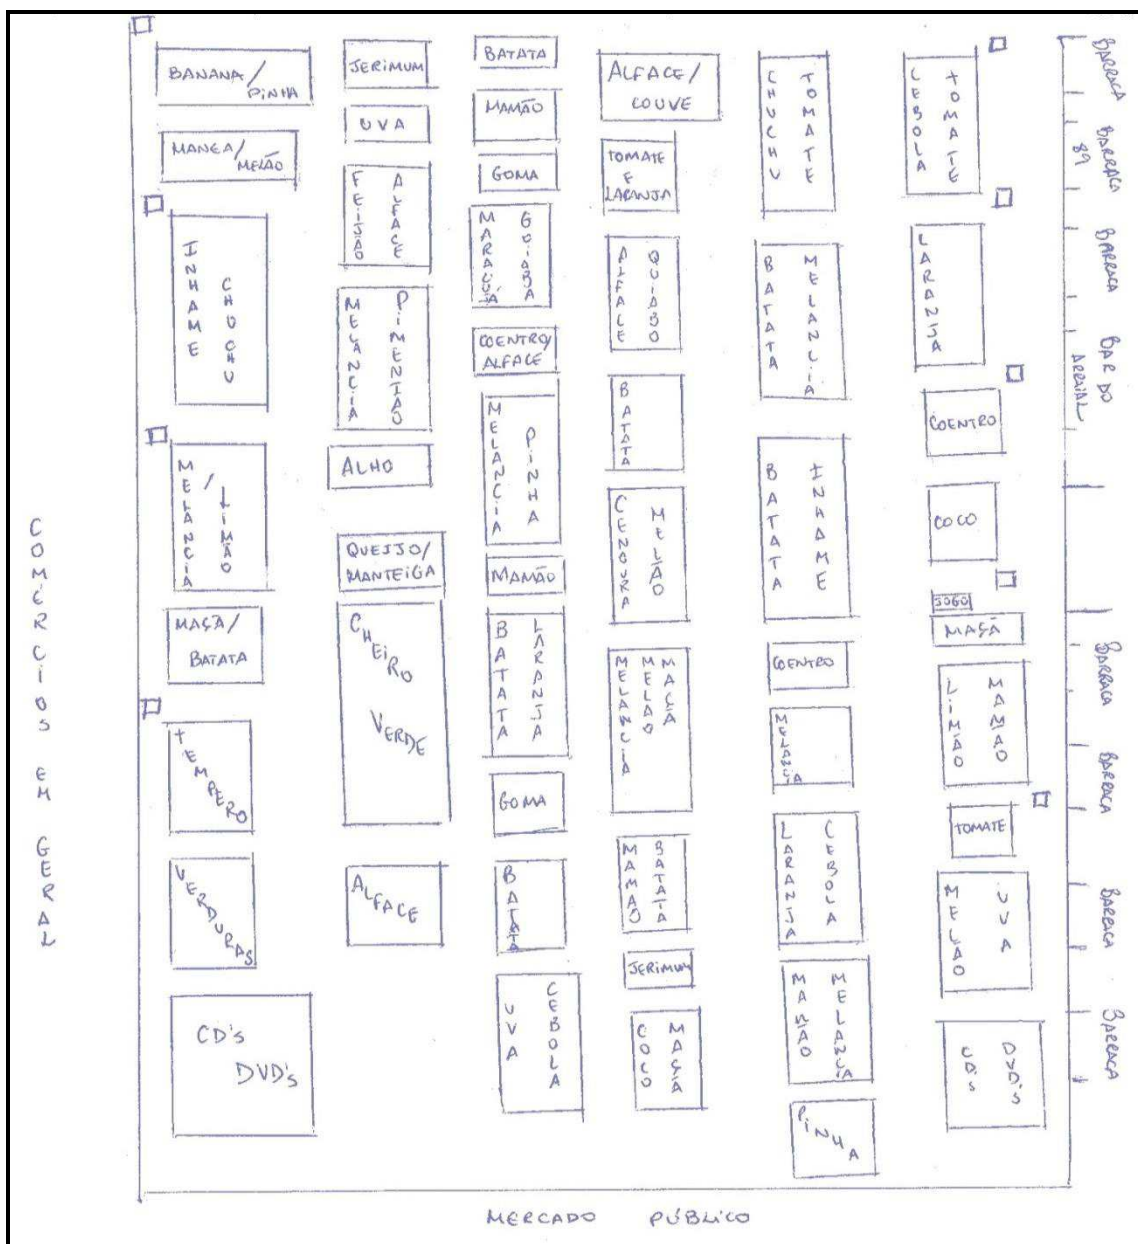 BANANA/
PINHA
MANGA/
MELÃO
INHAME
CHUCHU
MELANCIA/
LIMÃO
MAÇÃ/
BATATA
TEMPERO
VERDURAS
CD's
DVD's
JERIMUM
UVA
FEIJÃO
ALFACE
MELANCIA
PIMENTÃO
ALHO
QUEIJO/
MANTEIGA
CHEIRO
VERDE
ALFACE
BATATA
MAMÃO
GOMA
MARACUJÁ
GOIABA
COENTRO/
ALFACE
MELANCIA
PINHA
MAMÃO
BATATA
LARANJA
GOMA
BATATA
UVA
CEBOLA
ALFACE/
COUVE
TOMATE
E
LARANJA
ALFACE
QUIABO
BATATA
CENOURA
MELÃO
MELANCIA
MELÃO
MAÇÃ
MAMÃO
BATATA
JERIMUM
COCO
MAÇÃ
CHUCHU
TOMATE
BATATA
MELANCIA
BATATA
INHAME
COENTRO
MELANCIA
LARANJA
CEBOLA
MAMÃO
MELANCIA
PINHA
CEBOLA
TOMATE
LARANJA
COENTRO
COCO
JOGO
MAÇÃ
LIMÃO
MAMÃO
TOMATE
MELÃO
UVA
CD's
DVD's
BARRACA
BARRACA
89
BARRACA
BAR DO
ARRAIAL
BARRACA
BARRACA
BARRACA
BARRACA
COMÉRCIOS EM GERAL
MERCADO PÚBLICO